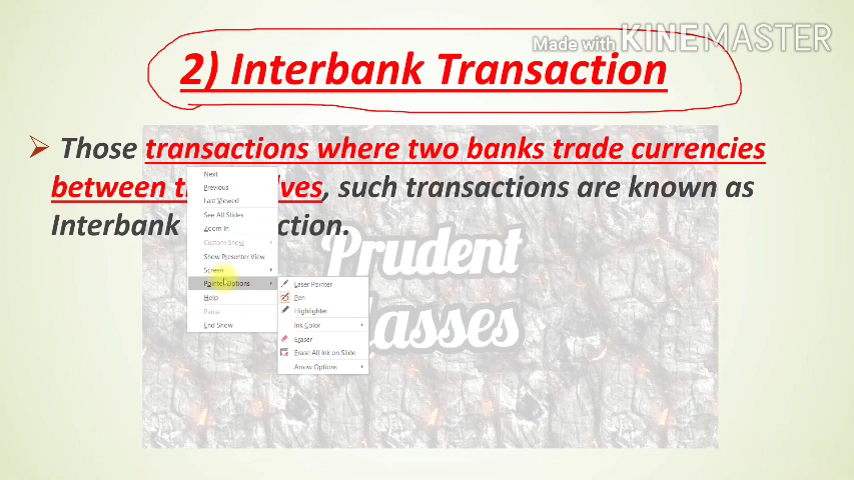 Made with KINEMASTER
2) Interbank Transaction
Those transactions where two banks trade currencies
between t lves, such transactions are known as
Interbank ction.
Next
Previous
Last Viewed
See All Slides
Zoom In
Custom Show
Show Presenter View
Screen
Pointer Options
Help
Pause
End Show
Laser Pointer
Pen
Highlighter
Ink Color
Eraser
Erase All Ink on Slide
Arrow Options
Prudent
lasses